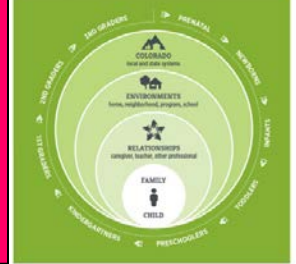 PRENATAL
NEWBORNS
INFANTS
TODDLERS
PRESCHOOLERS
KINDERGARTNERS
1ST GRADERS
2ND GRADERS
3RD GRADERS
COLORADO
local and state systems
ENVIRONMENTS
home, neighborhood, program, school
RELATIONSHIPS
caregiver, teacher, other professional
FAMILY
CHILD